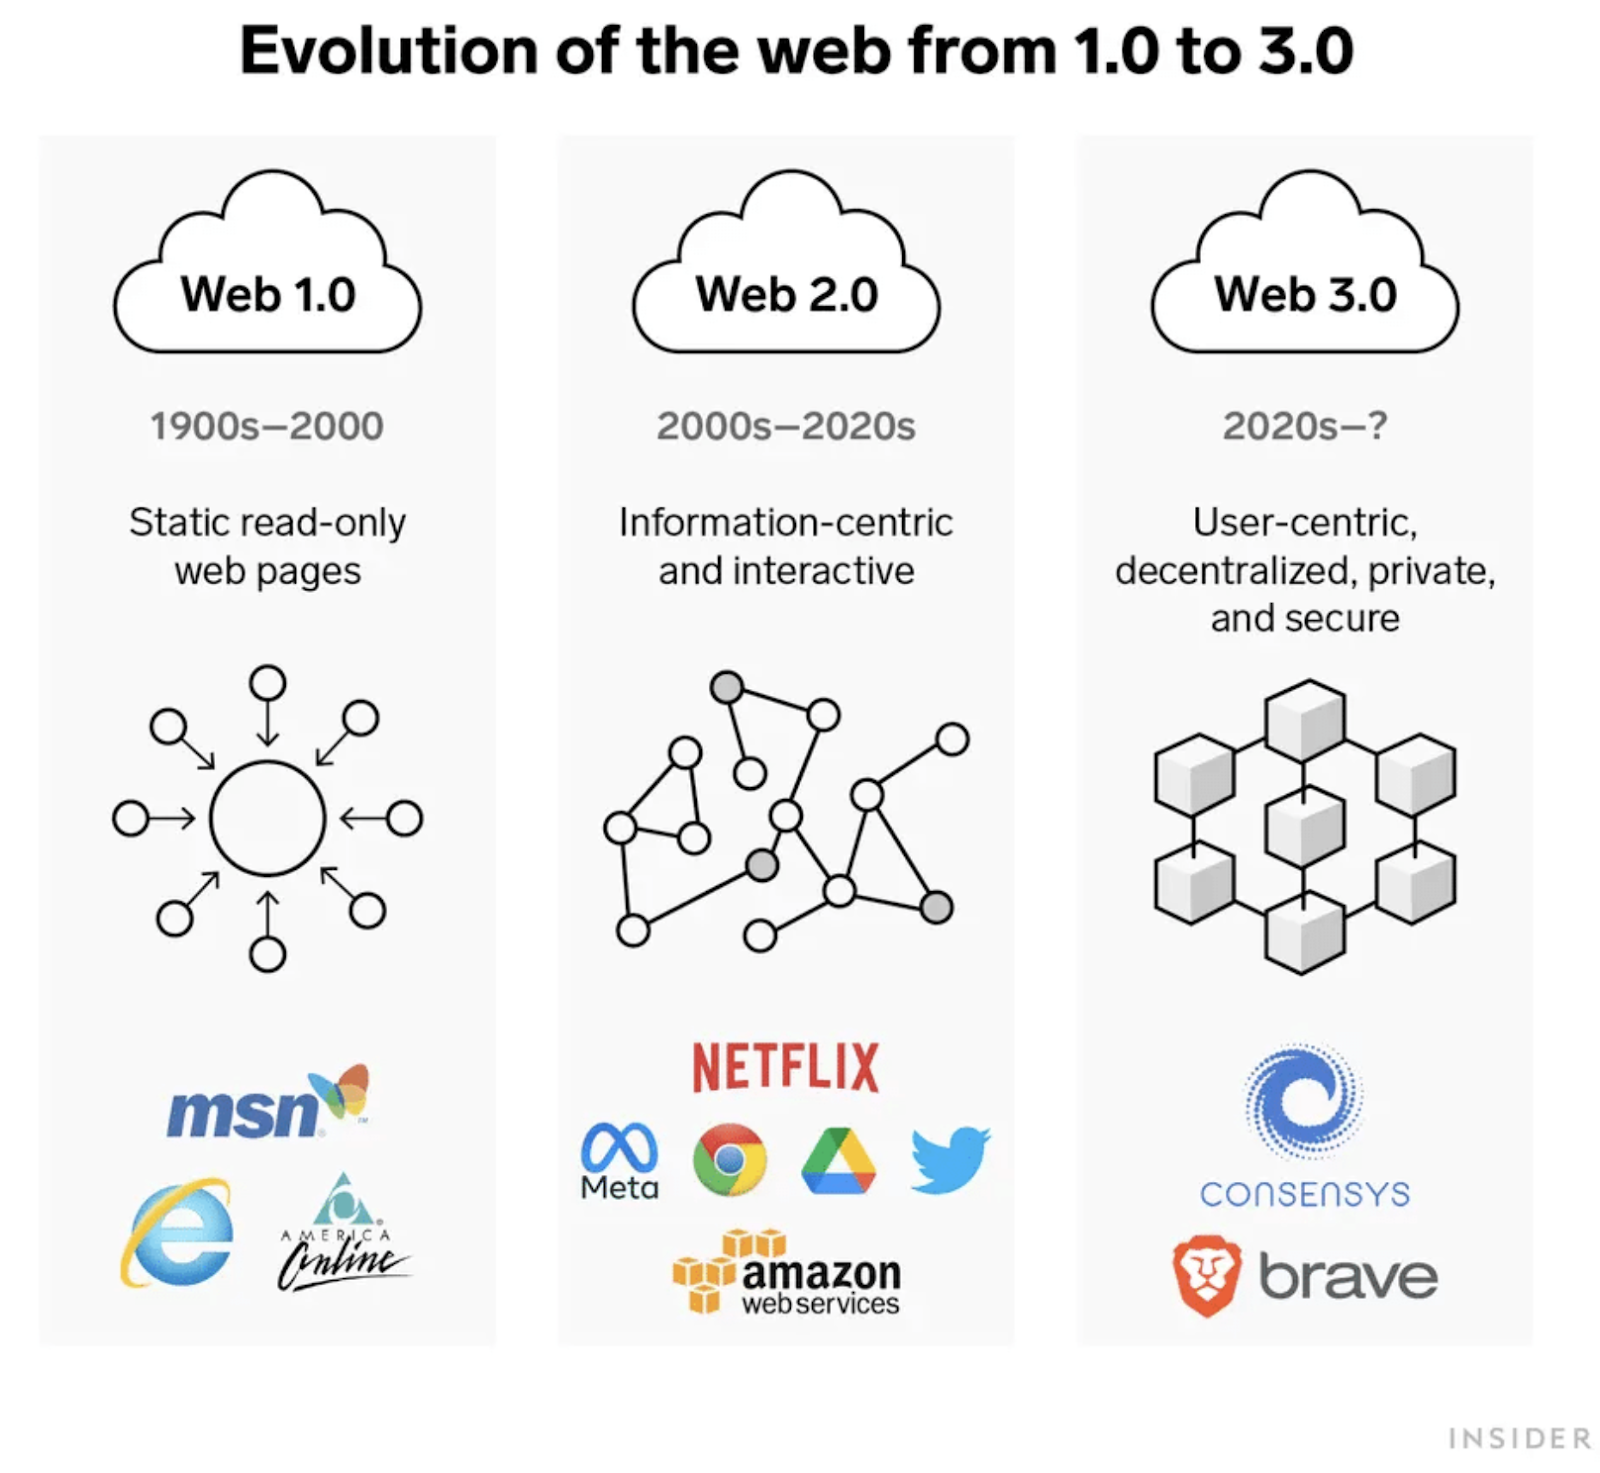 Evolution of the web from 1.0 to 3.0
Web 1.0
1900s–2000
Static read-only
web pages
msn
AMERICA
Online
Web 2.0
2000s–2020s
Information-centric
and interactive
NETFLIX
Meta
amazon
webservices
Web 3.0
2020s–?
User-centric,
decentralized, private,
and secure
CONSENSYS
brave
INSIDER